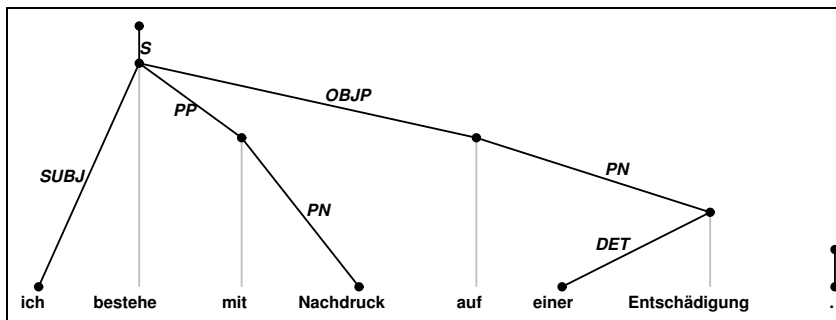 S
OBJP
PP
PN
SUBJ
PN
DET
ich bestehe mit Nachdruck auf einer Entschädigung .